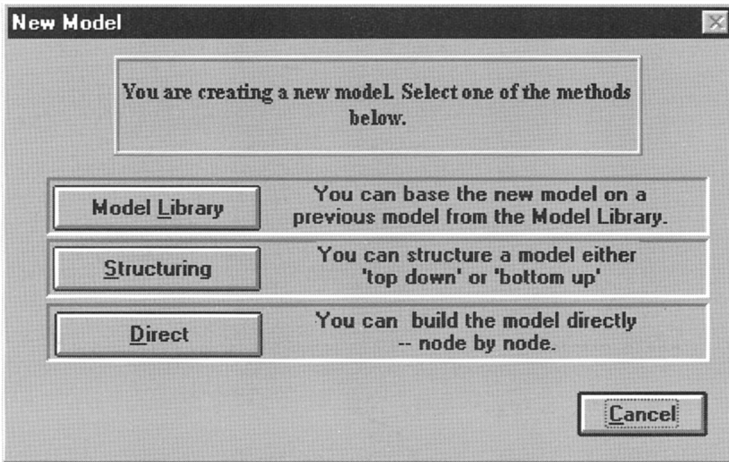 New Model
You are creating a new model. Select one of the methods
below.
Model Library
You can base the new model on a
previous model from the Model Library.
Structuring
You can structure a model either
'top down' or 'bottom up'
Direct
You can build the model directly
-- node by node.
Cancel